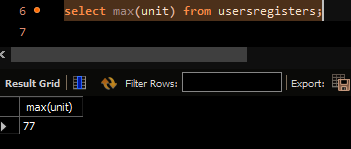 6 select max(unit) from usersregisters;
7
Result Grid Filter Rows: Export:
max(unit)
77